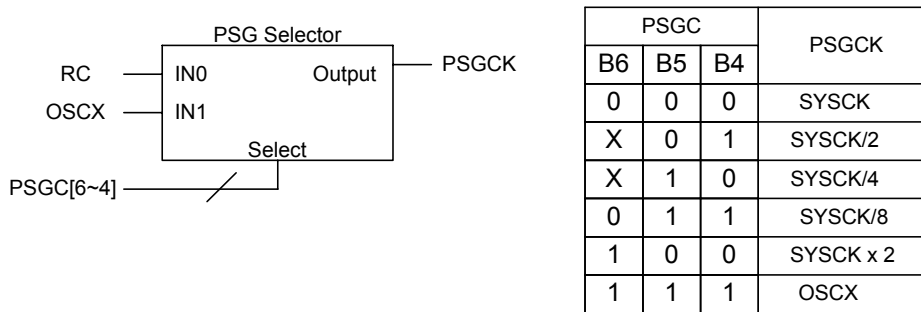 PSG Selector
RC IN0 Output PSGCK
OSCX IN1
Select
PSGC[6~4]
PSGC PSGCK
B6 B5 B4
0 0 0 SYSCK
X 0 1 SYSCK/2
X 1 0 SYSCK/4
0 1 1 SYSCK/8
1 0 0 SYSCK x 2
1 1 1 OSCX